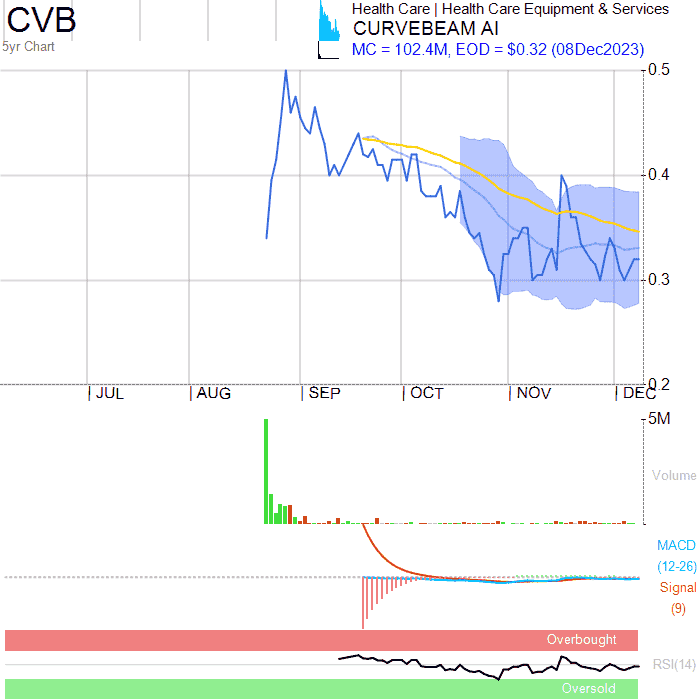 CVB
5yr Chart
Health Care | Health Care Equipment & Services
CURVEBEAM AI
MC = 102.4M, EOD = $0.32 (08Dec2023)
0.5
0.4
0.3
0.2
JUL AUG SEP OCT NOV DEC
5M
Volume
MACD
(12-26)
Signal
(9)
Overbought
RSI(14)
Oversold